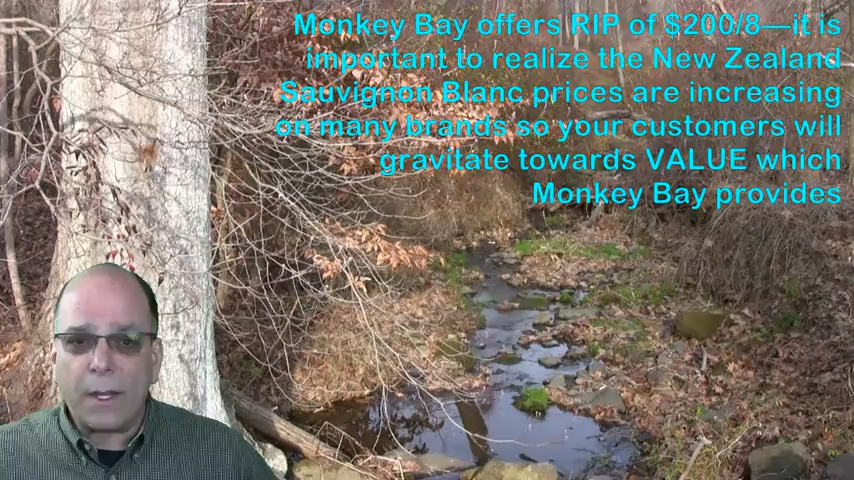 Monkey Bay offers RIP of $200/8—it is
important to realize the New Zealand
Sauvignon Blanc prices are increasing
on many brands so your customers will
gravitate towards VALUE which
Monkey Bay provides